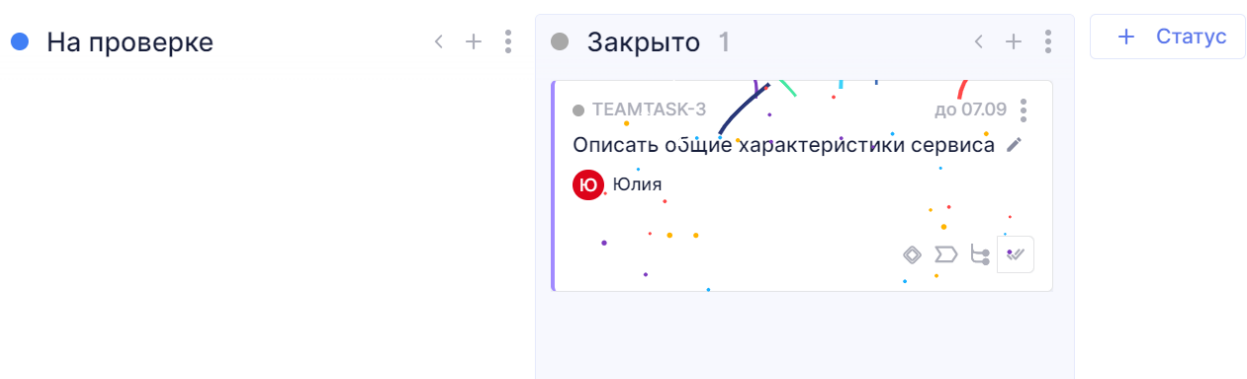 На проверке
Закрыто 1
+ Статус
TEAMTASK-3 до 07.09
Описать общие характеристики сервиса
Ю Юлия